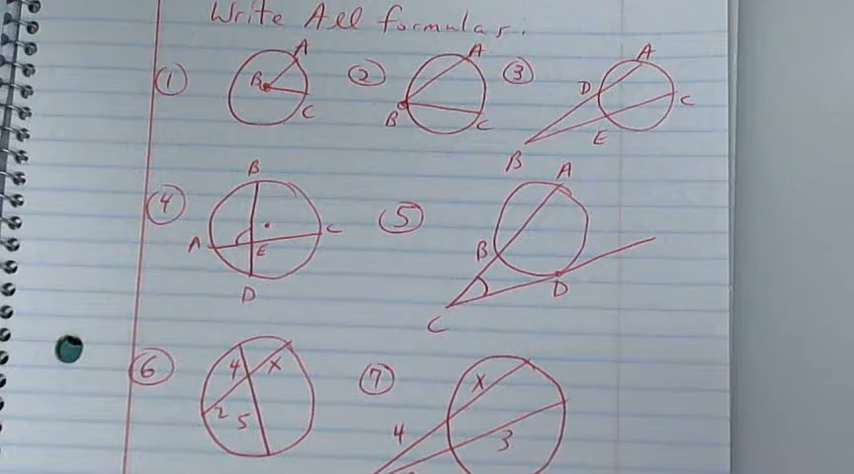 Write All formulas.
① A B C ② A B C ③ A D C E B
④ B A C E D ⑤ A B D C
⑥ 4 x 2 5 ⑦ x 4 3